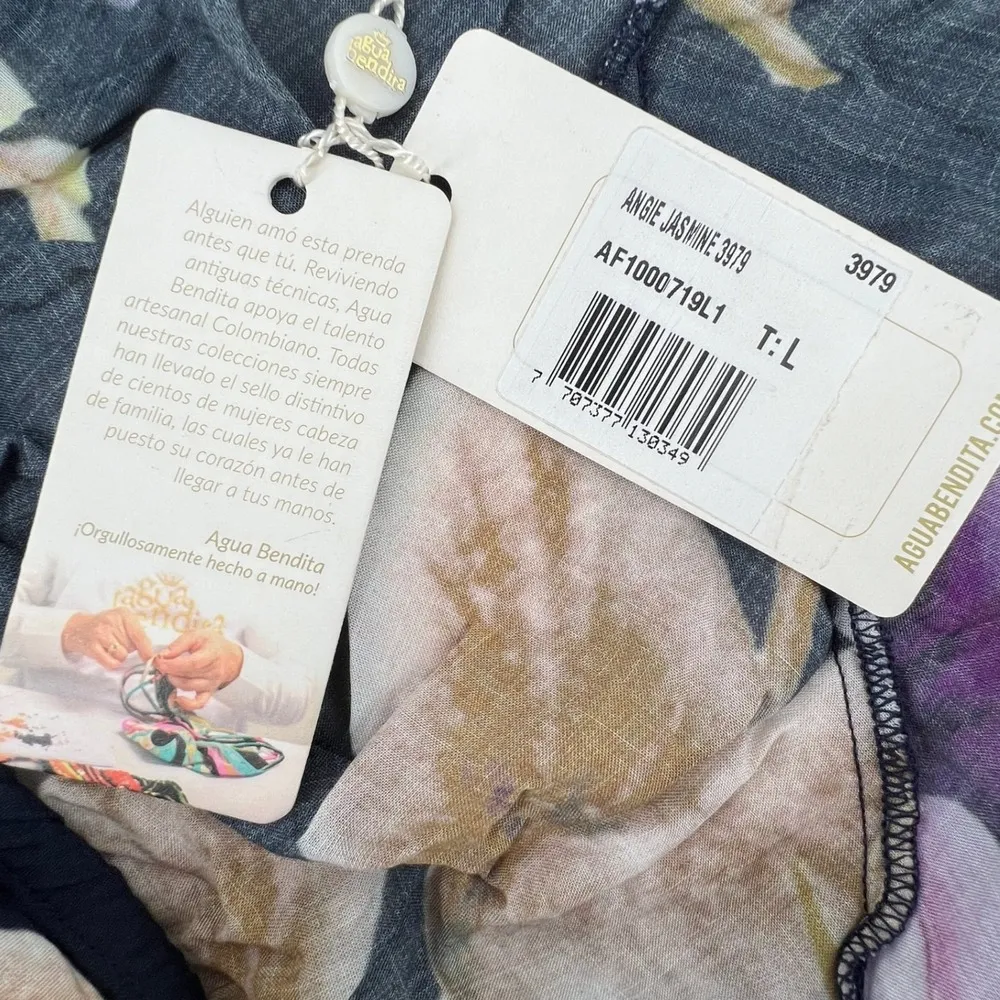 agua
bendita
Alguien amó esta prenda
antes que tú. Reviviendo
antiguas técnicas, Agua
Bendita apoya el talento
artesanal Colombiano. Todas
nuestras colecciones siempre
han llevado el sello distintivo
de cientos de mujeres cabeza
de familia, las cuales ya le han
puesto su corazón antes de
llegar a tus manos.
Agua Bendita
¡Orgullosamente hecho a mano!
agua
bendita
ANGIE JASMINE 3979
3979
AF1000719L1
T: L
7 707377 130349
AGUABENDITA.CO